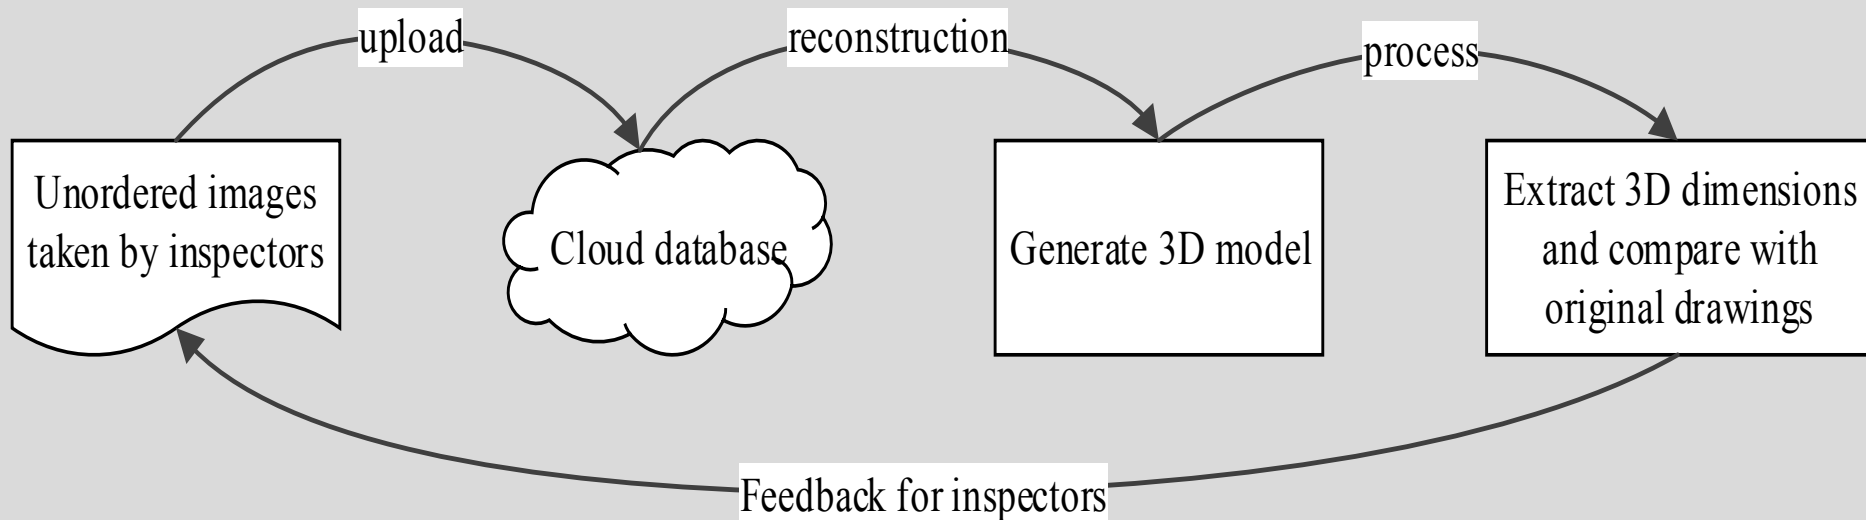 upload
reconstruction
process
Unordered images
taken by inspectors
Cloud database
Generate 3D model
Extract 3D dimensions
and compare with
original drawings
Feedback for inspectors